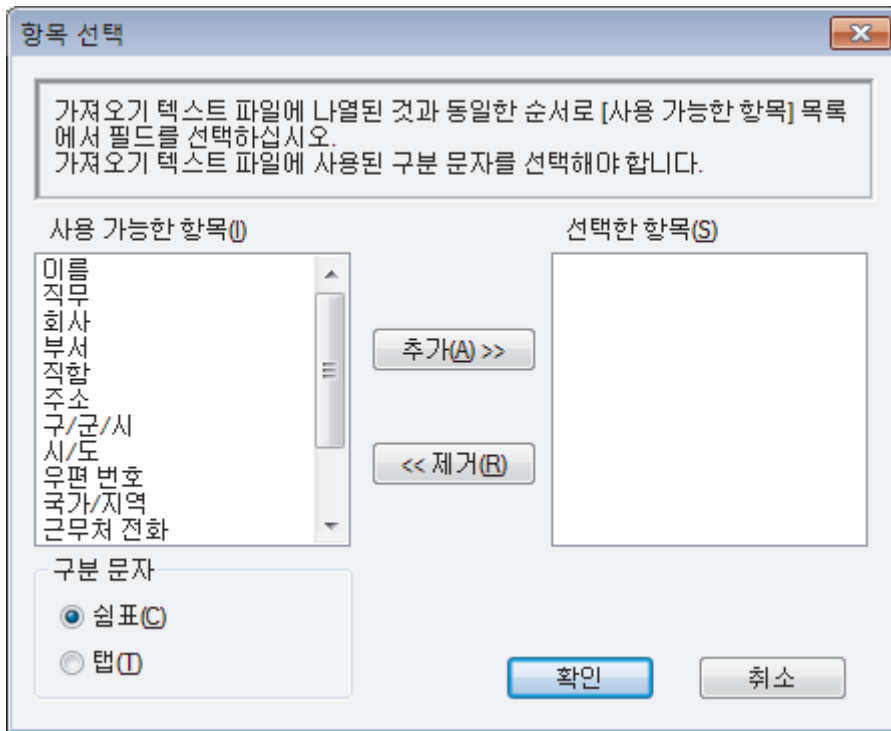 항목 선택
가져오기 텍스트 파일에 나열된 것과 동일한 순서로 [사용 가능한 항목] 목록
에서 필드를 선택하십시오.
가져오기 텍스트 파일에 사용된 구분 문자를 선택해야 합니다.
사용 가능한 항목(I)
이름
직무
회사
부서
직함
주소
구/군/시
시/도
우편 번호
국가/지역
근무처 전화
추가(A) >>
<< 제거(R)
선택한 항목(S)
구분 문자
쉼표(C)
탭(T)
확인
취소